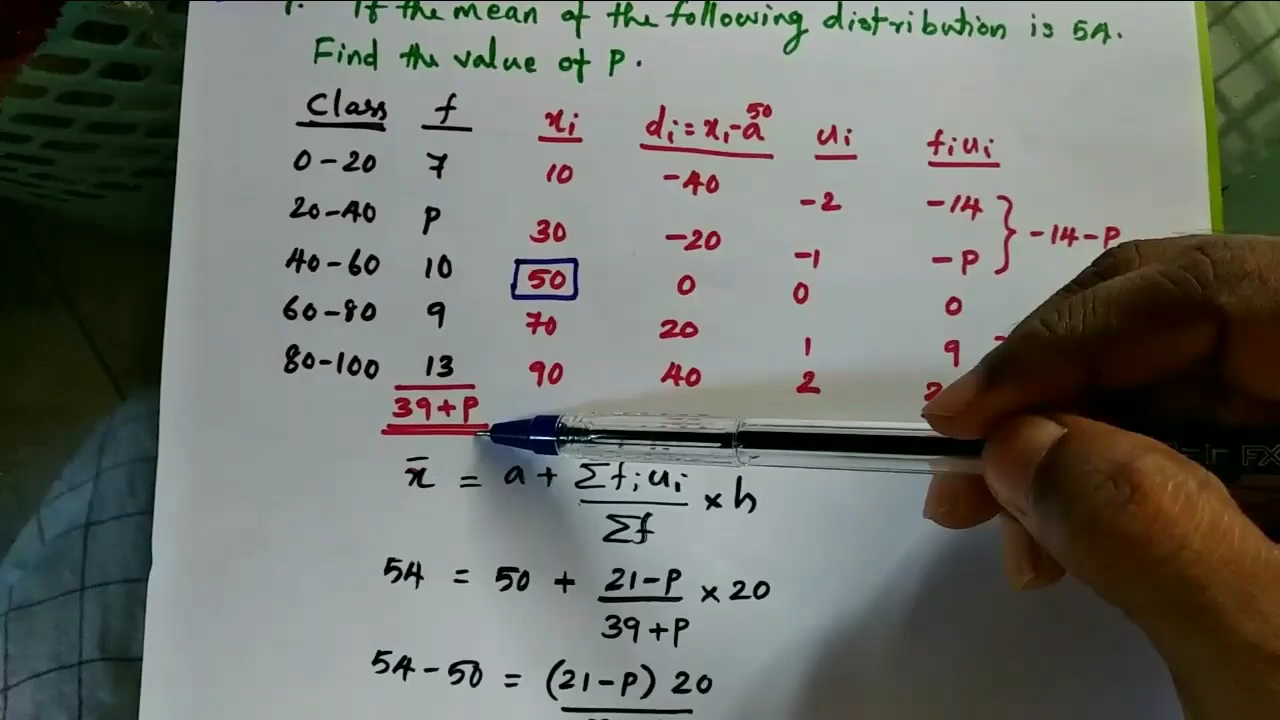 1. If the mean of the following distribution is 54.
Find the value of P.
Class f xi di = xi - a 50 ui fiui
0-20 7 10 -40 -2 -14
20-40 P 30 -20 -1 -P } -14-P
40-60 10 50 0 0 0
60-80 9 70 20 1 9
80-100 13 90 40 2
39+P
x̄ = a + Σfiui / Σf × h
54 = 50 + 21-P / 39+P × 20
54-50 = (21-P) 20